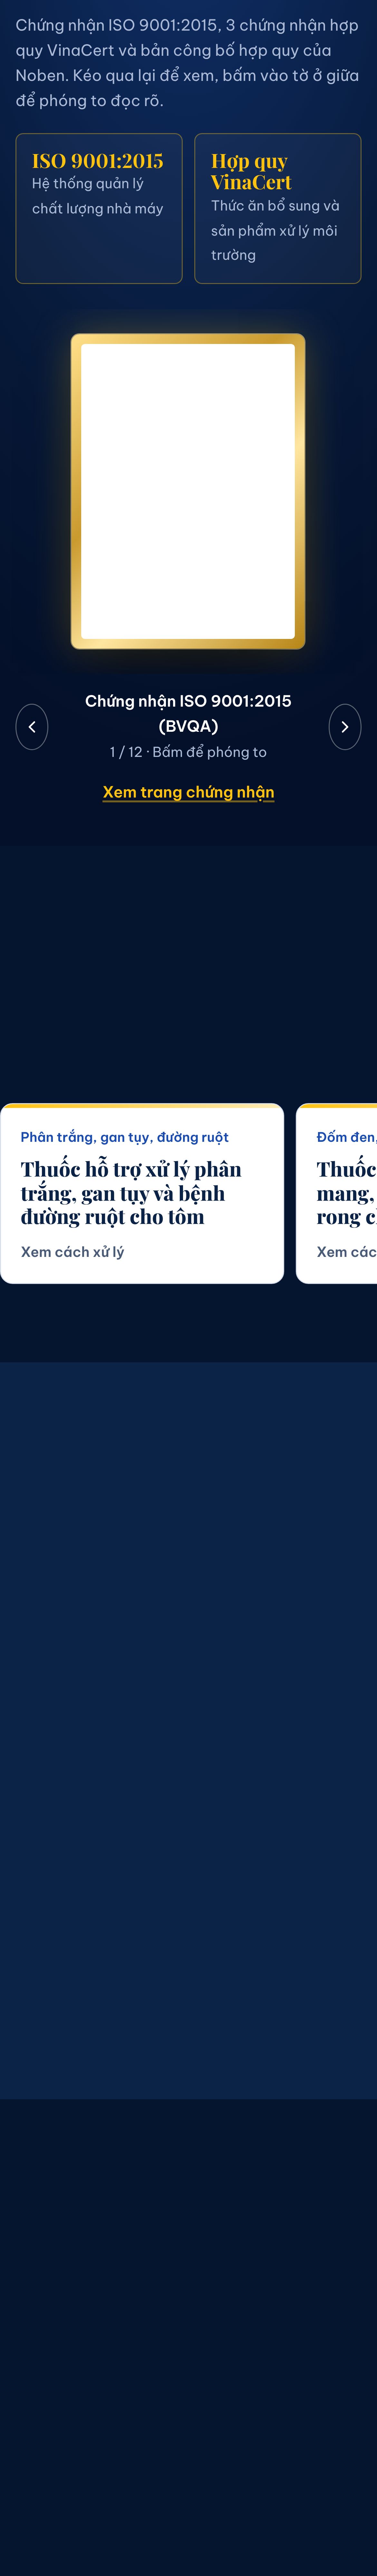 Chứng nhận ISO 9001:2015, 3 chứng nhận hợp
quy VinaCert và bản công bố hợp quy của
Noben. Kéo qua lại để xem, bấm vào tờ ở giữa
để phóng to đọc rõ.
ISO 9001:2015
Hệ thống quản lý
chất lượng nhà máy
Hợp quy
VinaCert
Thức ăn bổ sung và
sản phẩm xử lý môi
trường
Chứng nhận ISO 9001:2015
(BVQA)
1 / 12 · Bấm để phóng to
Xem trang chứng nhận
Phân trắng, gan tụy, đường ruột
Thuốc hỗ trợ xử lý phân
trắng, gan tụy và bệnh
đường ruột cho tôm
Xem cách xử lý
Đốm đen,
Thuốc
mang,
rong
Xem